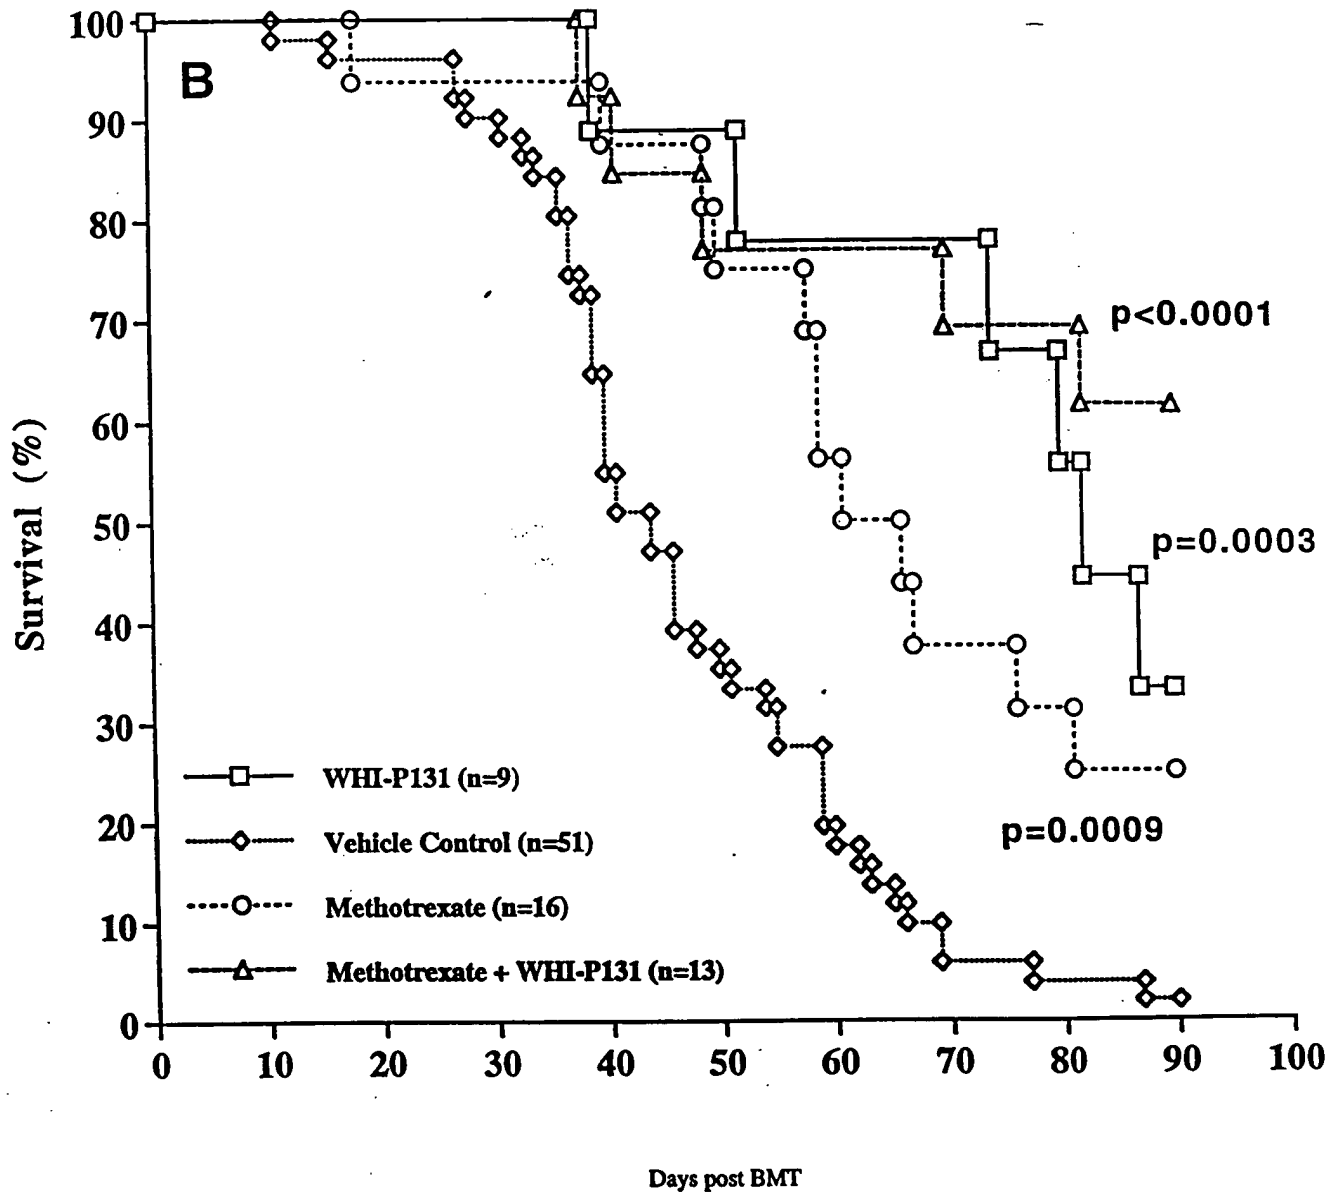 B
100
90
80
70
60
50
40
30
20
10
0
Survival (%)
p<0.0001
p=0.0003
p=0.0009
WHI-P131 (n=9)
Vehicle Control (n=51)
Methotrexate (n=16)
Methotrexate + WHI-P131 (n=13)
0 10 20 30 40 50 60 70 80 90 100
Days post BMT